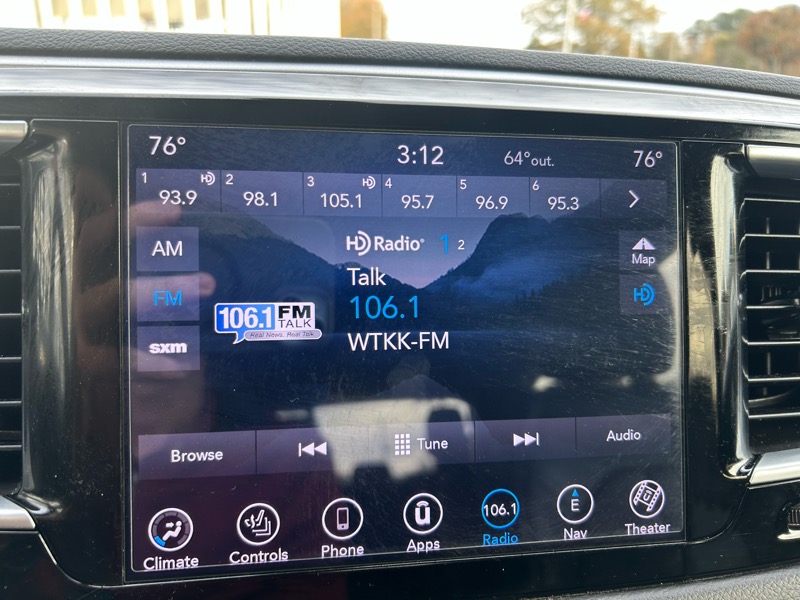 76° 3:12 64° out. 76°
1 HD 2 3 HD 4 5 6
93.9 98.1 105.1 95.7 96.9 95.3
AM HD Radio 1 2
Map
Talk
FM 106.1 HD
106.1 FM
TALK
Real News. Real Talk.
WTKK-FM
sxm
Browse Tune Audio
106.1 E
Climate Controls Phone Apps Radio Nav Theater